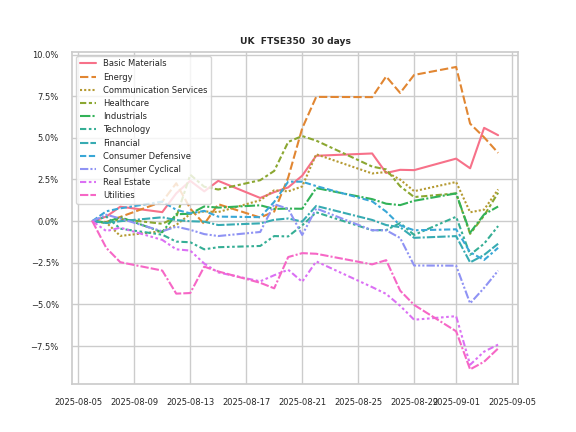 UK FTSE350 30 days
10.0%
7.5%
5.0%
2.5%
0.0%
−2.5%
−5.0%
−7.5%
Basic Materials
Energy
Communication Services
Healthcare
Industrials
Technology
Financial
Consumer Defensive
Consumer Cyclical
Real Estate
Utilities
2025-08-05 2025-08-09 2025-08-13 2025-08-17 2025-08-21 2025-08-25 2025-08-29 2025-09-01 2025-09-05